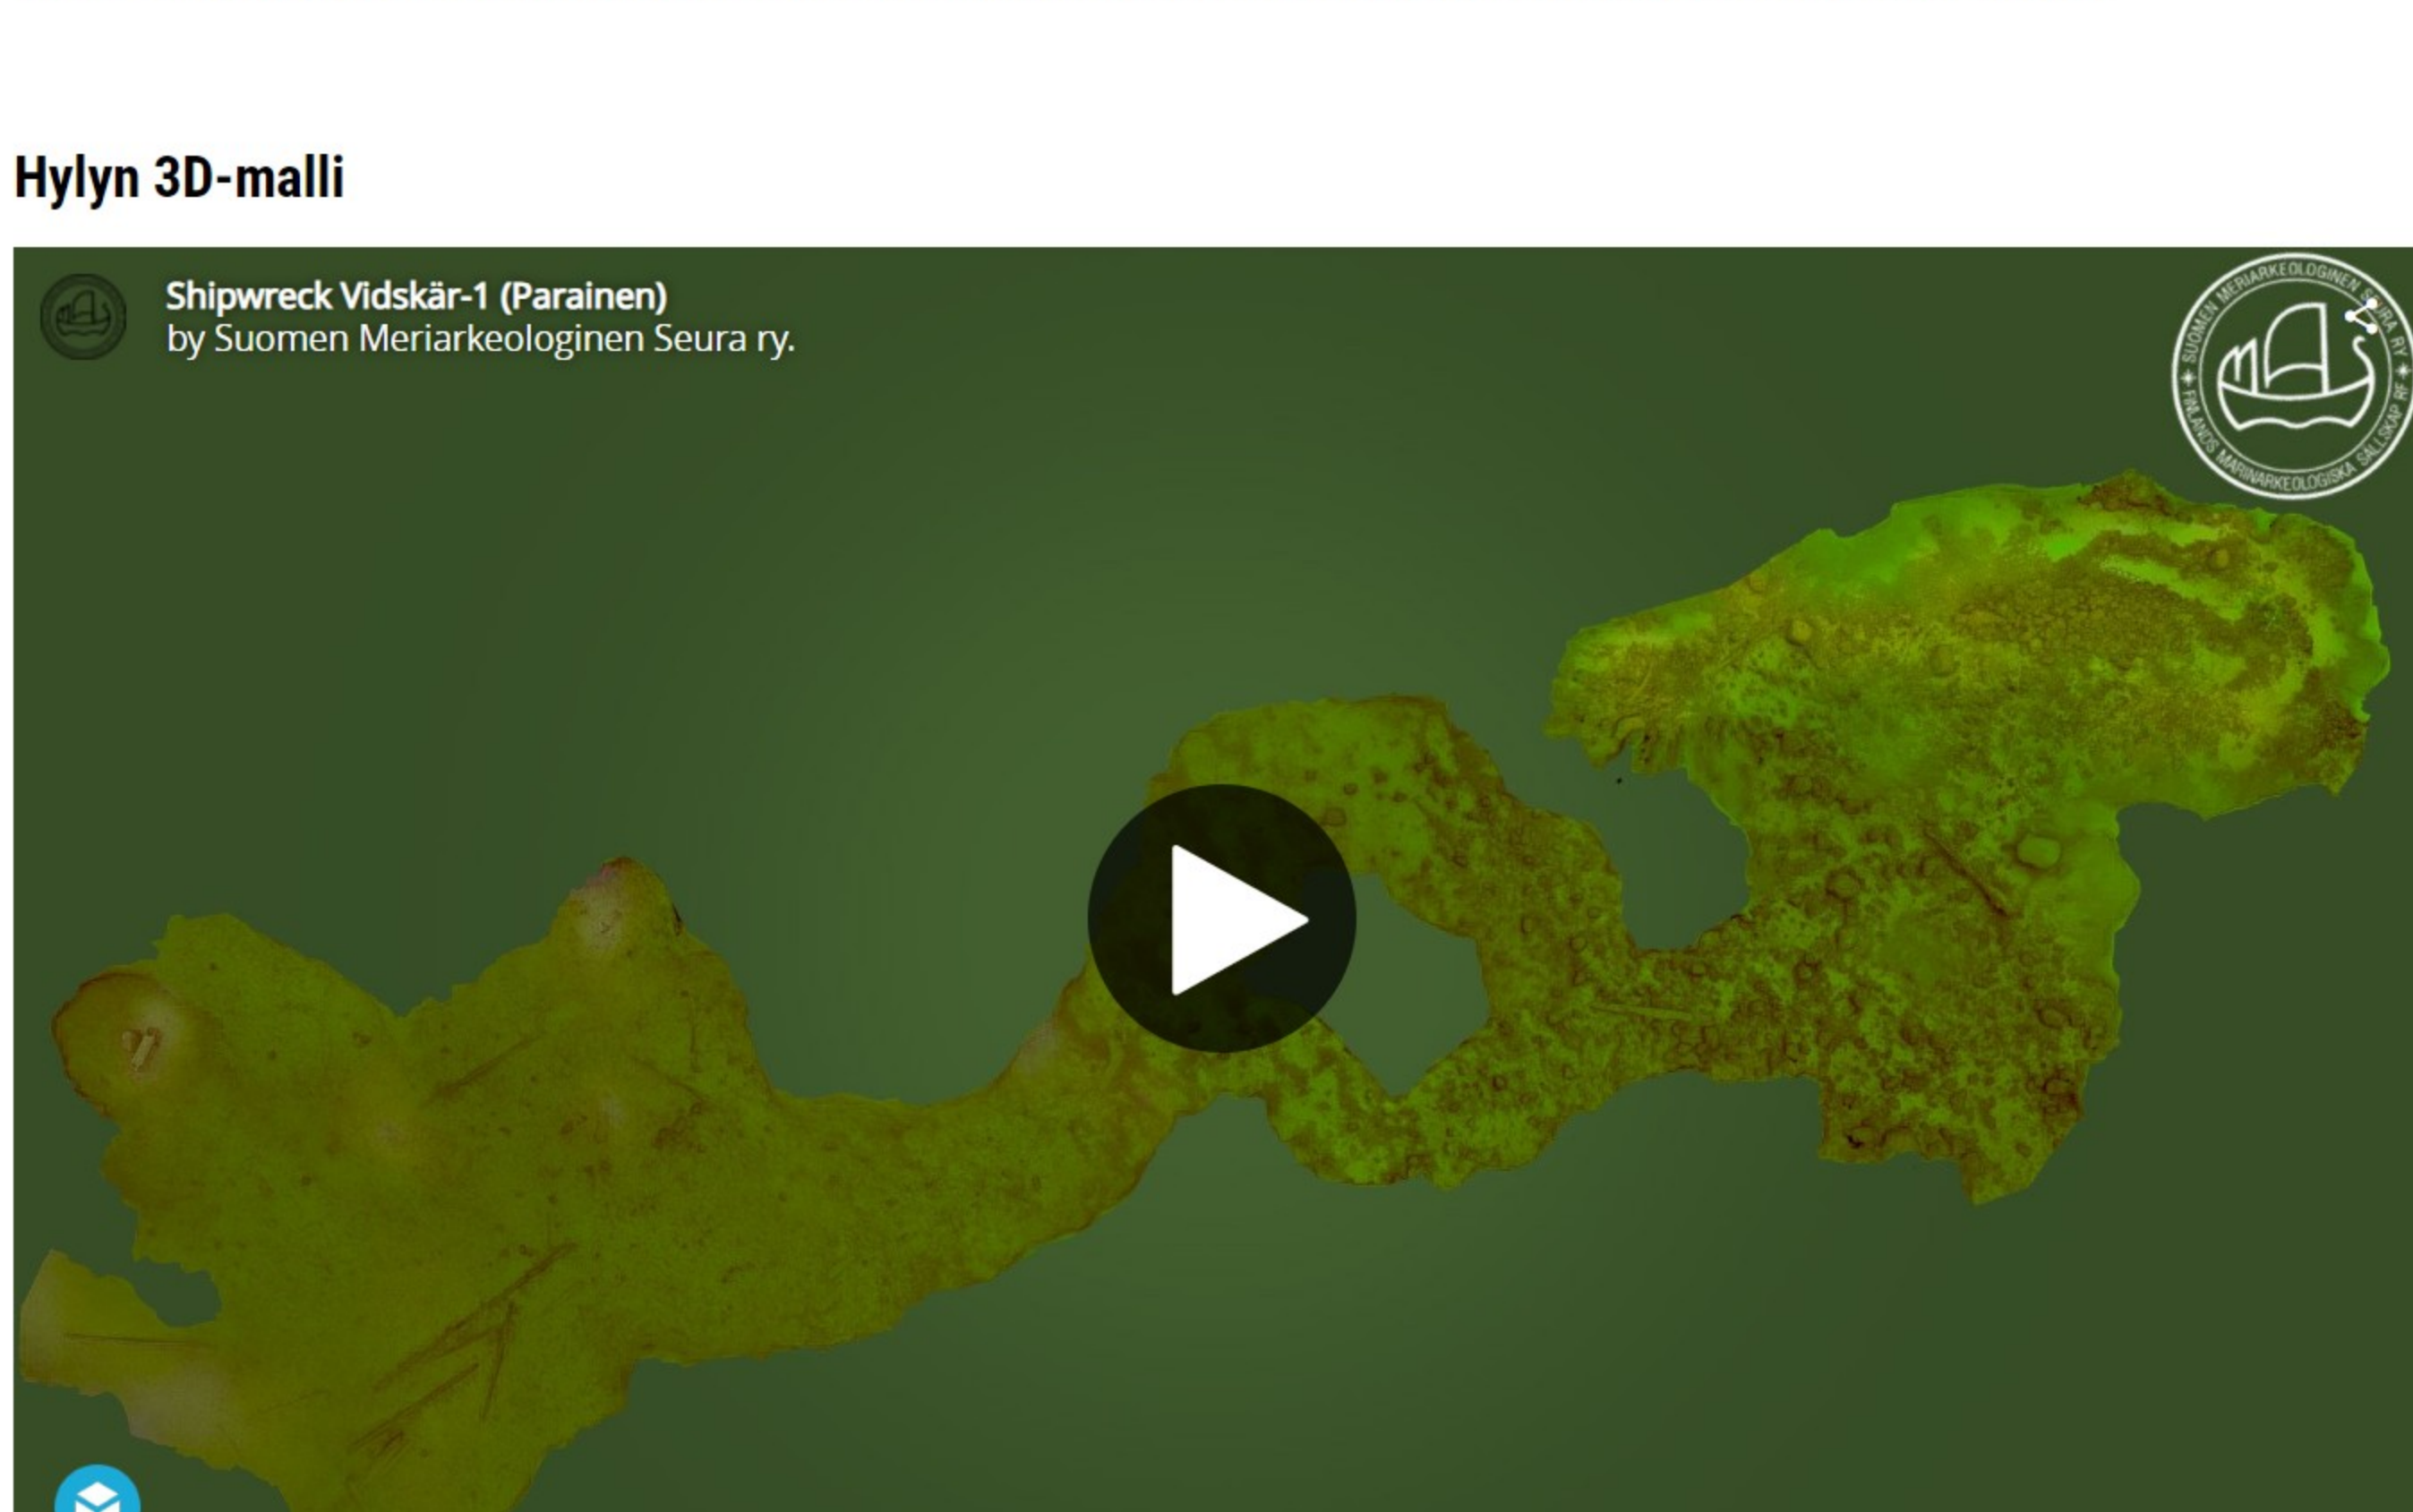 Hylyn 3D-malli
Shipwreck Vidskär-1 (Parainen)
by Suomen Meriarkeologinen Seura ry.
SUOMEN MERIARKEOLOGINEN SEURA RY
FINLANDS MARINARKEOLOGISKA SÄLLSKAP RF